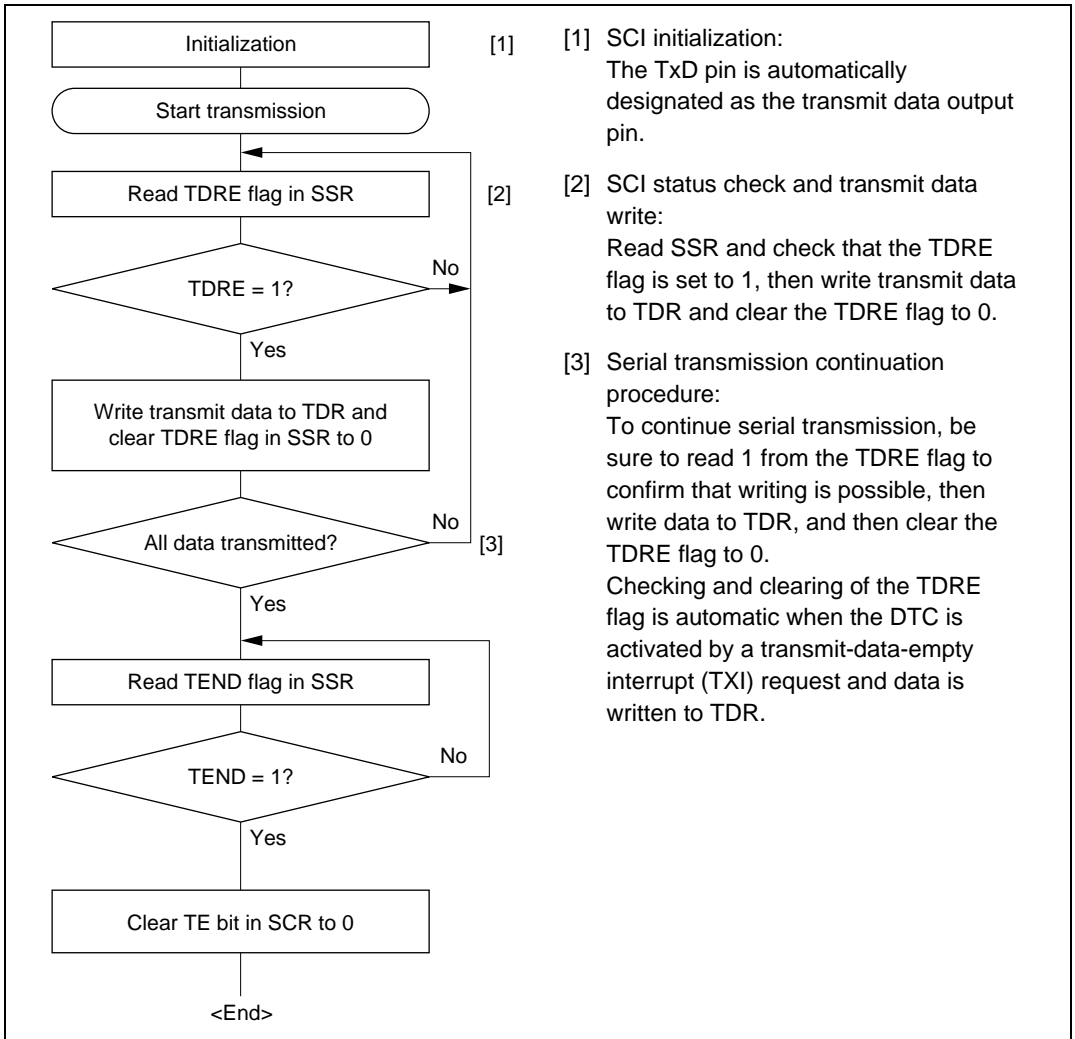 Initialization
[1]
Start transmission
Read TDRE flag in SSR
[2]
TDRE = 1?
No
Yes
Write transmit data to TDR and
clear TDRE flag in SSR to 0
All data transmitted?
No
[3]
Yes
Read TEND flag in SSR
TEND = 1?
No
Yes
Clear TE bit in SCR to 0
<End>
[1] SCI initialization:
The TxD pin is automatically
designated as the transmit data output
pin.
[2] SCI status check and transmit data
write:
Read SSR and check that the TDRE
flag is set to 1, then write transmit data
to TDR and clear the TDRE flag to 0.
[3] Serial transmission continuation
procedure:
To continue serial transmission, be
sure to read 1 from the TDRE flag to
confirm that writing is possible, then
write data to TDR, and then clear the
TDRE flag to 0.
Checking and clearing of the TDRE
flag is automatic when the DTC is
activated by a transmit-data-empty
interrupt (TXI) request and data is
written to TDR.